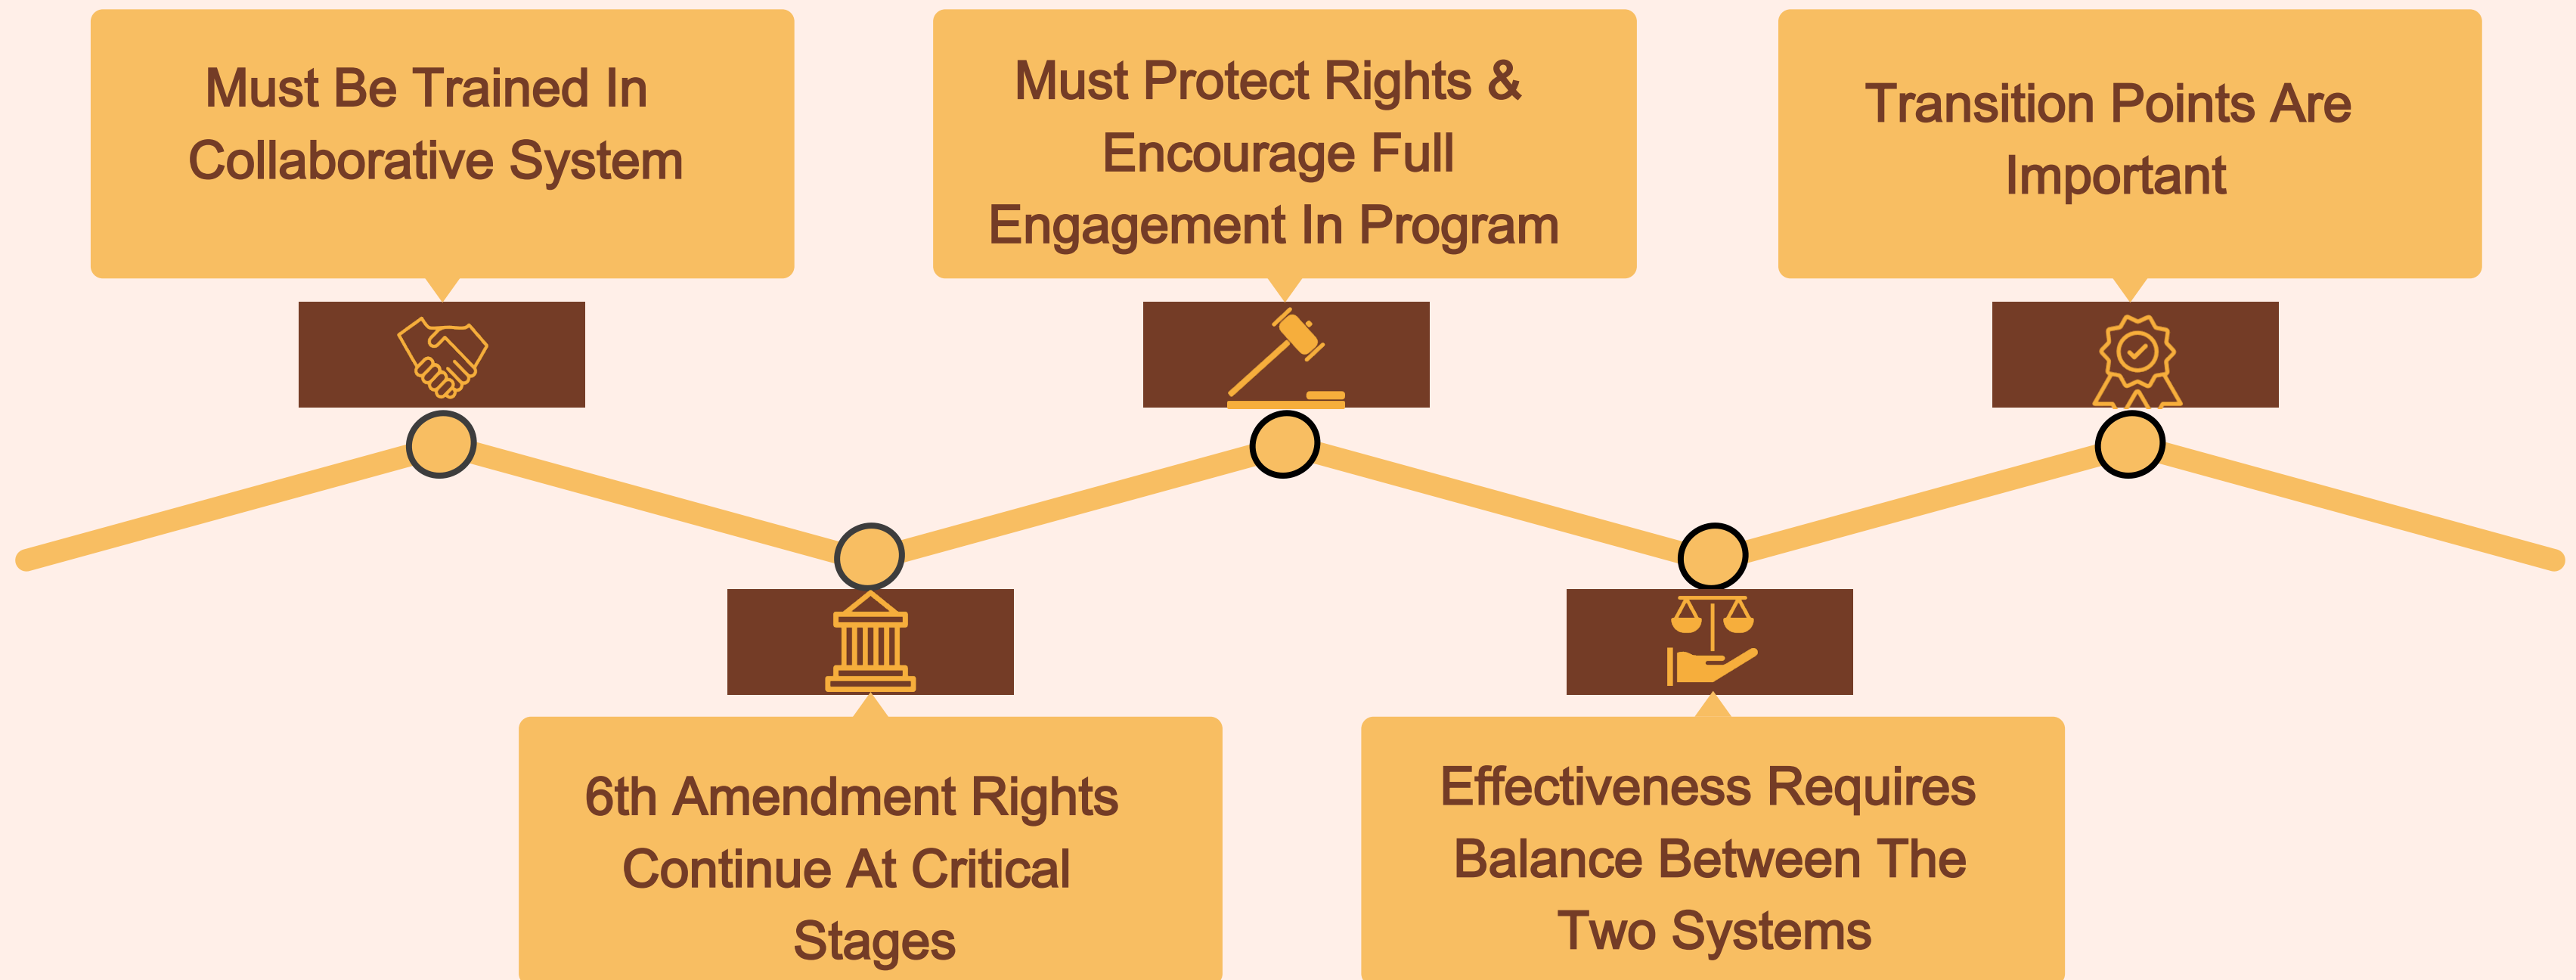 Must Be Trained In
Collaborative System
6th Amendment Rights
Continue At Critical
Stages
Must Protect Rights &
Encourage Full
Engagement In Program
Effectiveness Requires
Balance Between The
Two Systems
Transition Points Are
Important